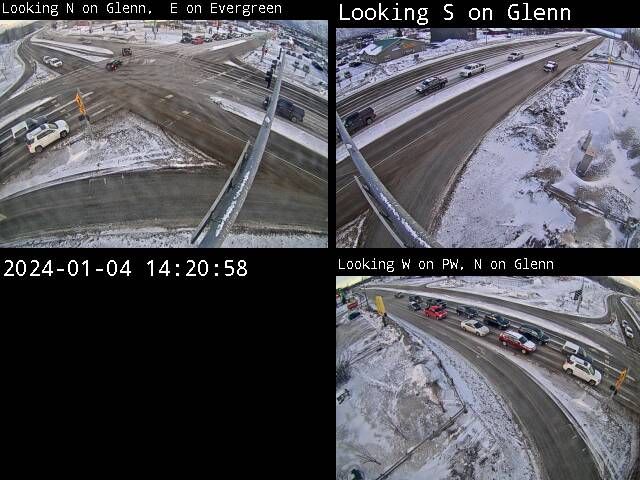 Looking N on Glenn,  E on Evergreen
Looking S on Glenn
2024-01-04 14:20:58
Looking W on PW, N on Glenn